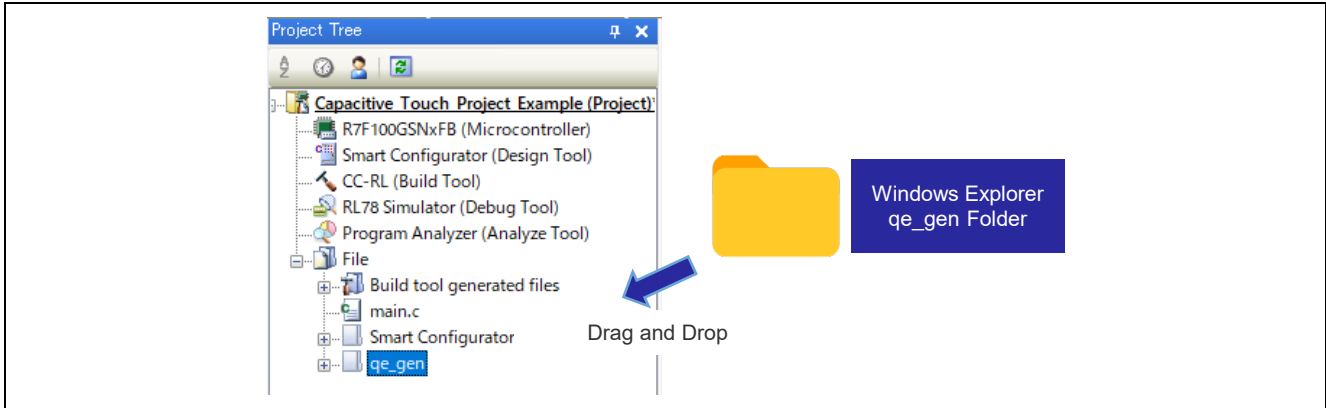 Project Tree
Capacitive Touch Project Example (Project)*
R7F100GSNxFB (Microcontroller)
Smart Configurator (Design Tool)
CC-RL (Build Tool)
RL78 Simulator (Debug Tool)
Program Analyzer (Analyze Tool)
File
Build tool generated files
main.c
Smart Configurator
qe_gen
Windows Explorer
qe_gen Folder
Drag and Drop